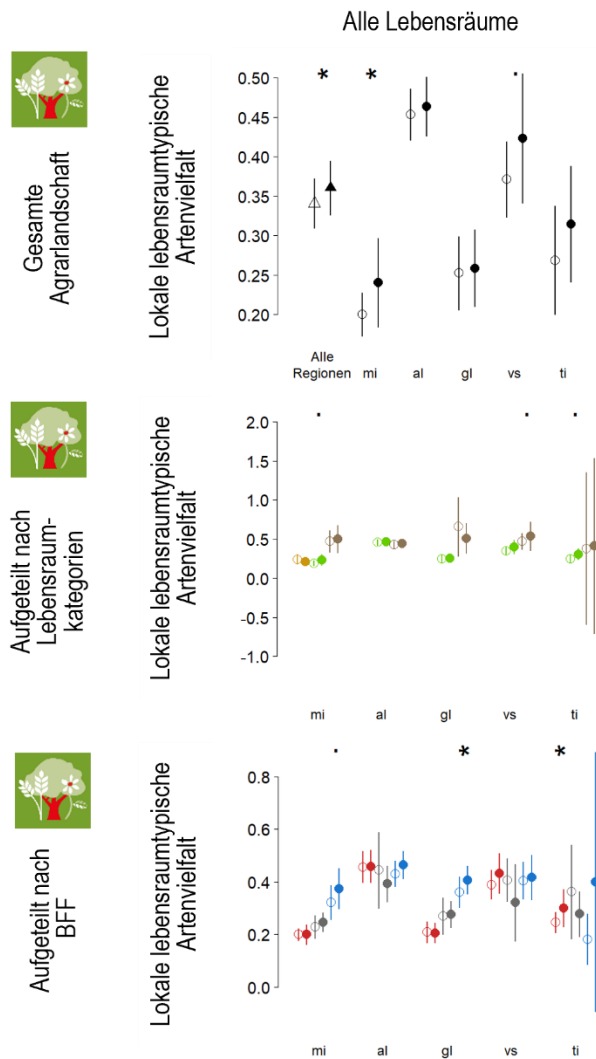 Alle Lebensräume
Gesamte
Agrarlandschaft
Lokale lebensraumtypische
Artenvielfalt
* * .
0.50
0.45
0.40
0.35
0.30
0.25
0.20
Alle
Regionen mi al gl vs ti
Aufgeteilt nach
Lebensraum-
kategorien
Lokale lebensraumtypische
Artenvielfalt
. . .
2.0
1.5
1.0
0.5
0.0
-0.5
-1.0
mi al gl vs ti
Aufgeteilt nach
BFF
Lokale lebensraumtypische
Artenvielfalt
. * *
0.8
0.6
0.4
0.2
0.0
mi al gl vs ti